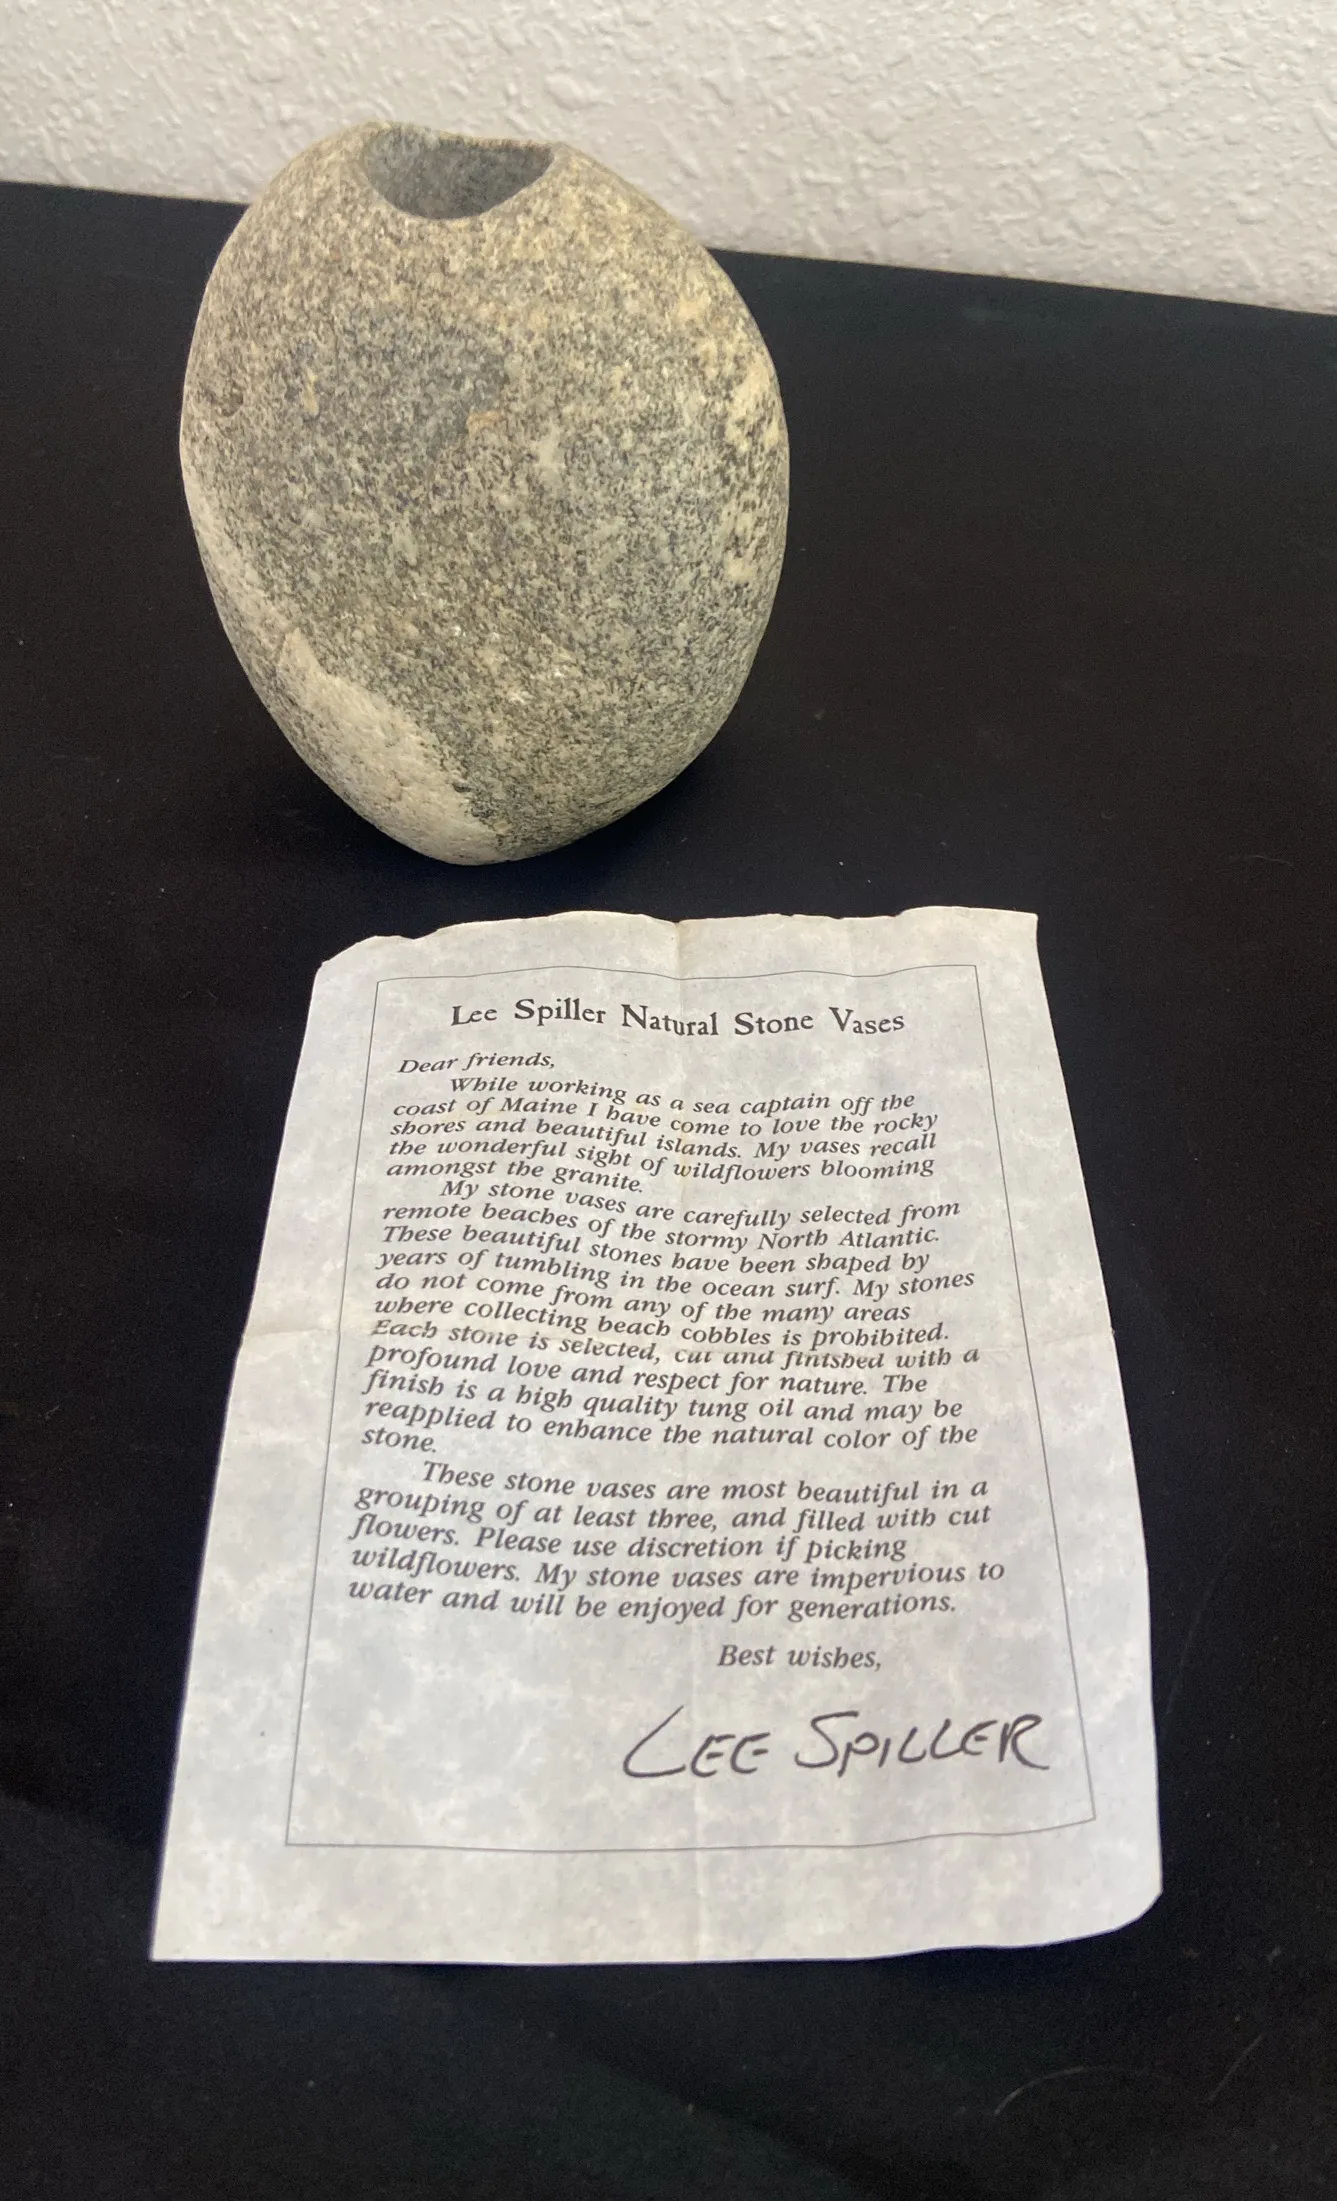 Lee Spiller Natural Stone Vases
Dear friends,
While working as a sea captain off the
coast of Maine I have come to love the rocky
shores and beautiful islands. My vases recall
the wonderful sight of wildflowers blooming
amongst the granite.
My stone vases are carefully selected from
remote beaches of the stormy North Atlantic.
These beautiful stones have been shaped by
years of tumbling in the ocean surf. My stones
do not come from any of the many areas
where collecting beach cobbles is prohibited.
Each stone is selected, cut and finished with a
profound love and respect for nature. The
finish is a high quality tung oil and may be
reapplied to enhance the natural color of the
stone.
These stone vases are most beautiful in a
grouping of at least three, and filled with cut
flowers. Please use discretion if picking
wildflowers. My stone vases are impervious to
water and will be enjoyed for generations.
Best wishes,
LEE SPILLER